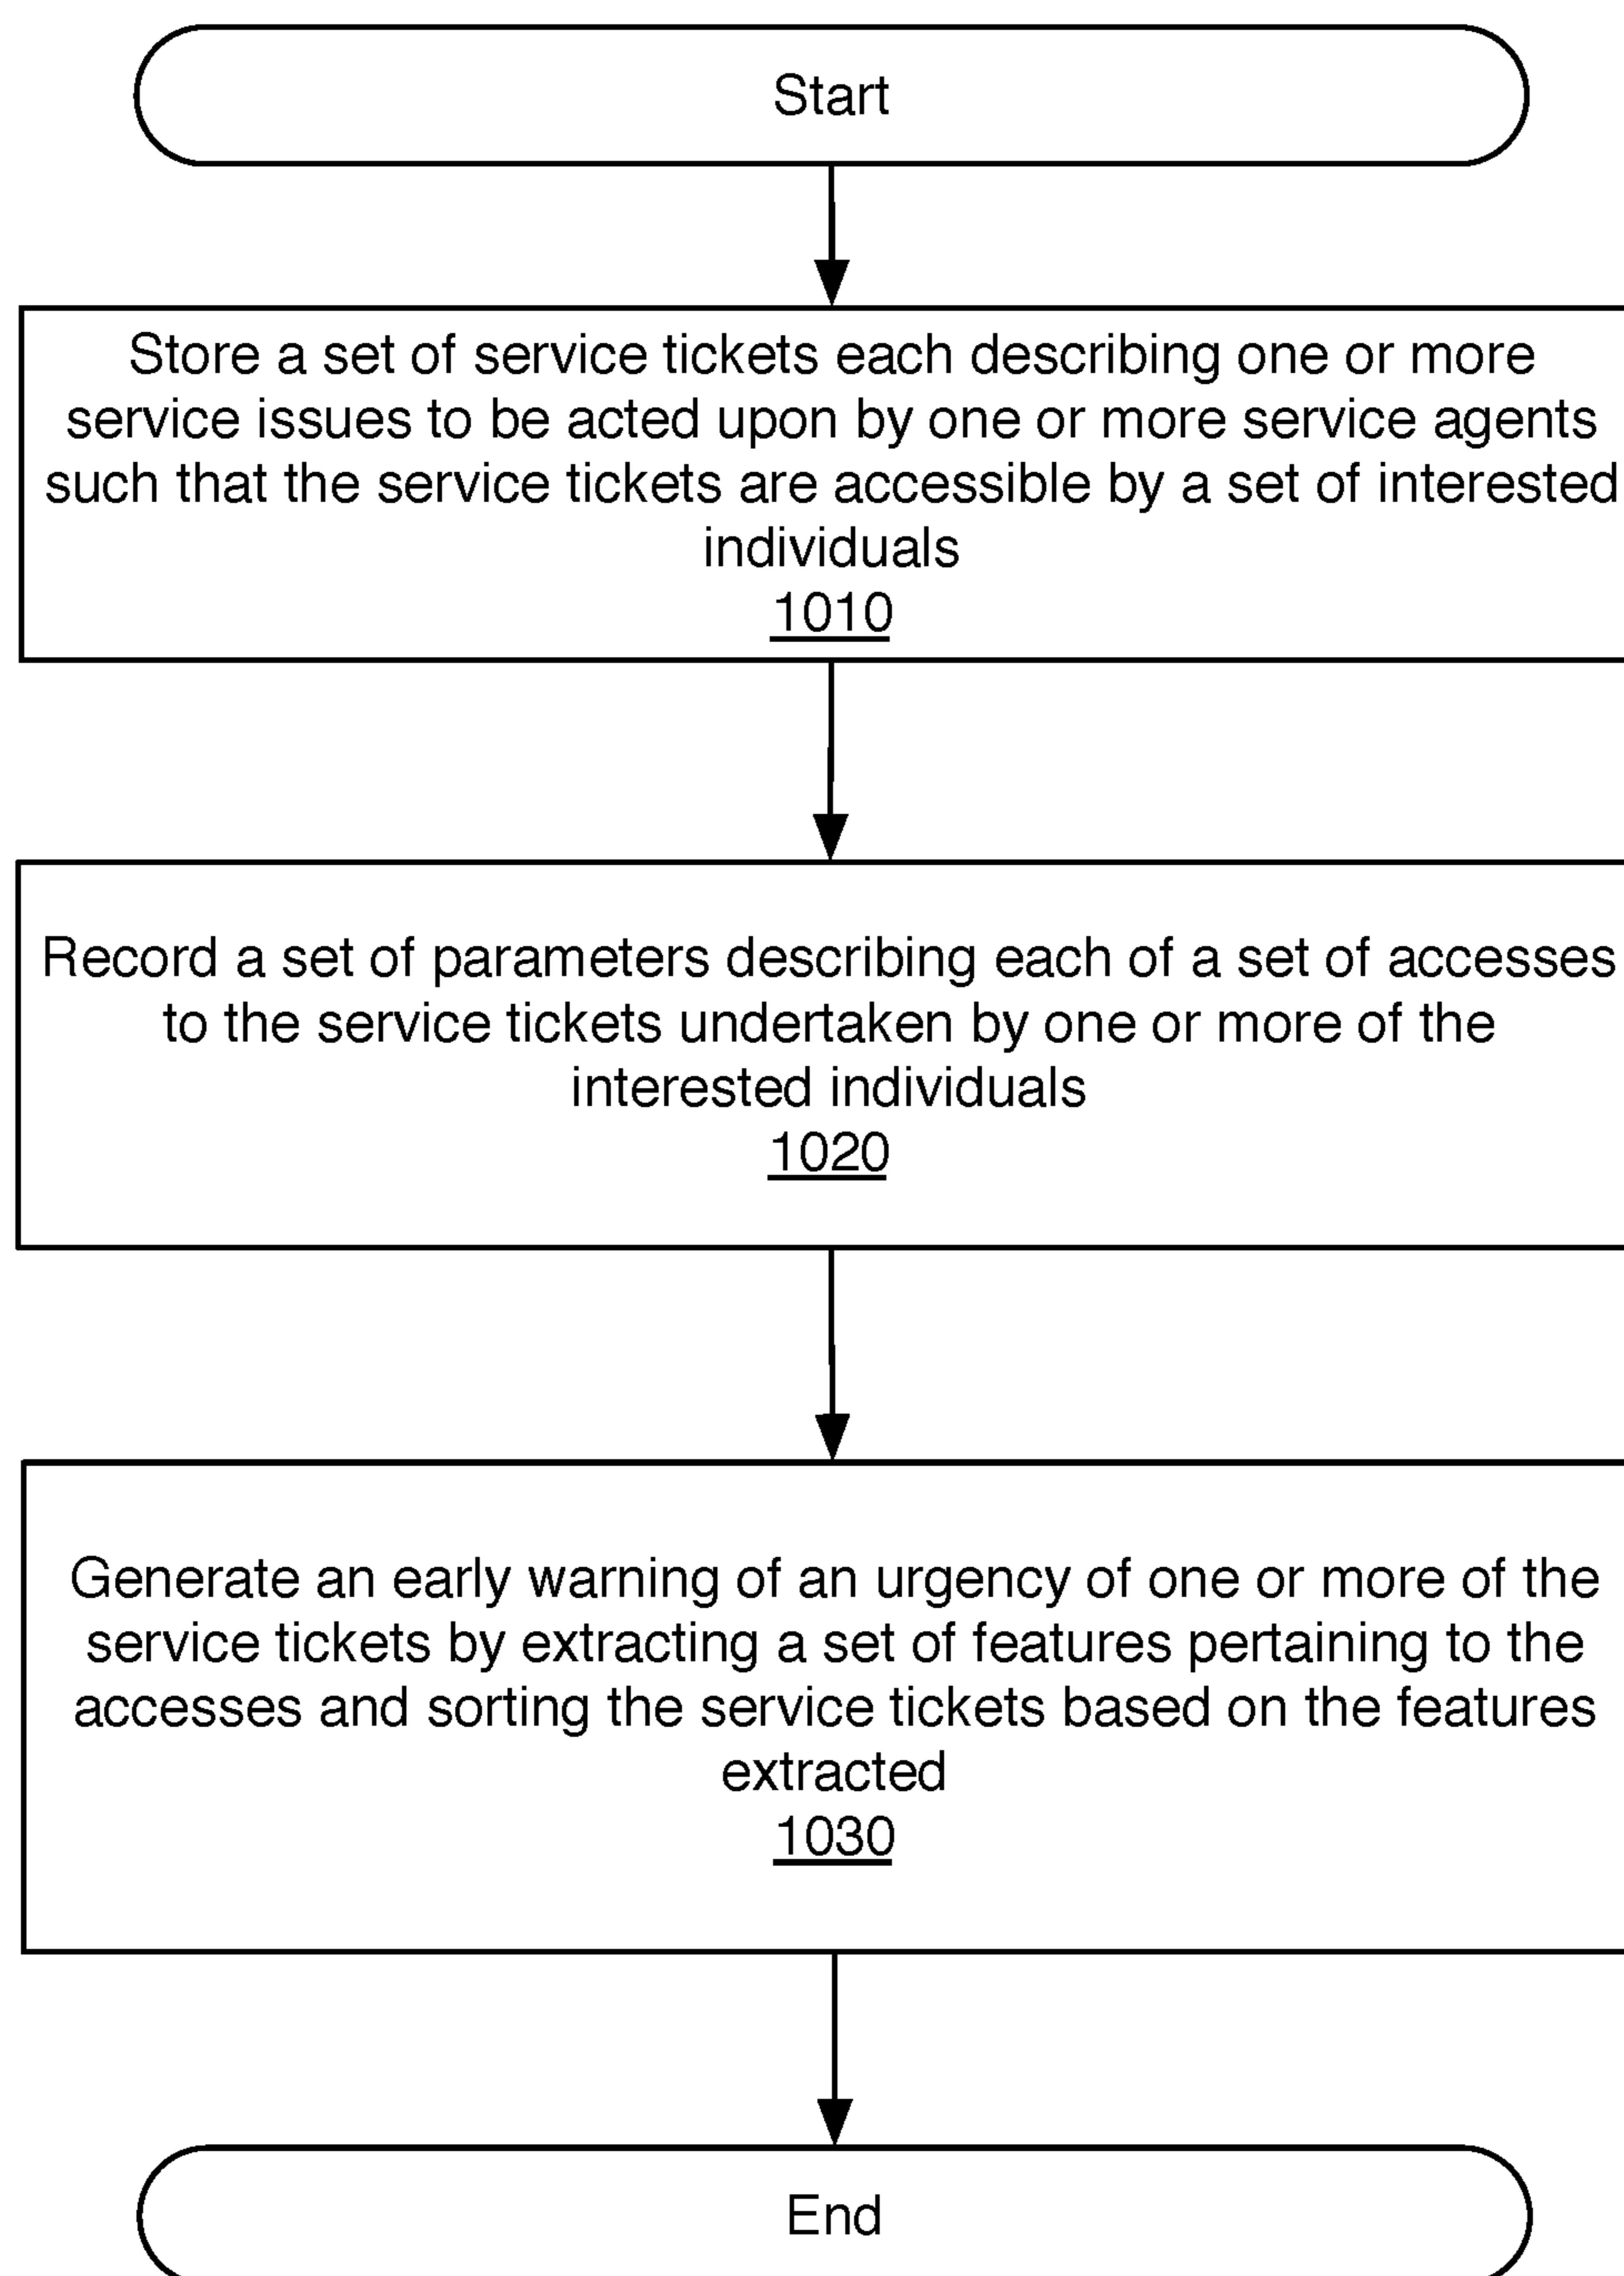 Start
Store a set of service tickets each describing one or more
service issues to be acted upon by one or more service agents
such that the service tickets are accessible by a set of interested
individuals
1010
Record a set of parameters describing each of a set of accesses
to the service tickets undertaken by one or more of the
interested individuals
1020
Generate an early warning of an urgency of one or more of the
service tickets by extracting a set of features pertaining to the
accesses and sorting the service tickets based on the features
extracted
1030
End